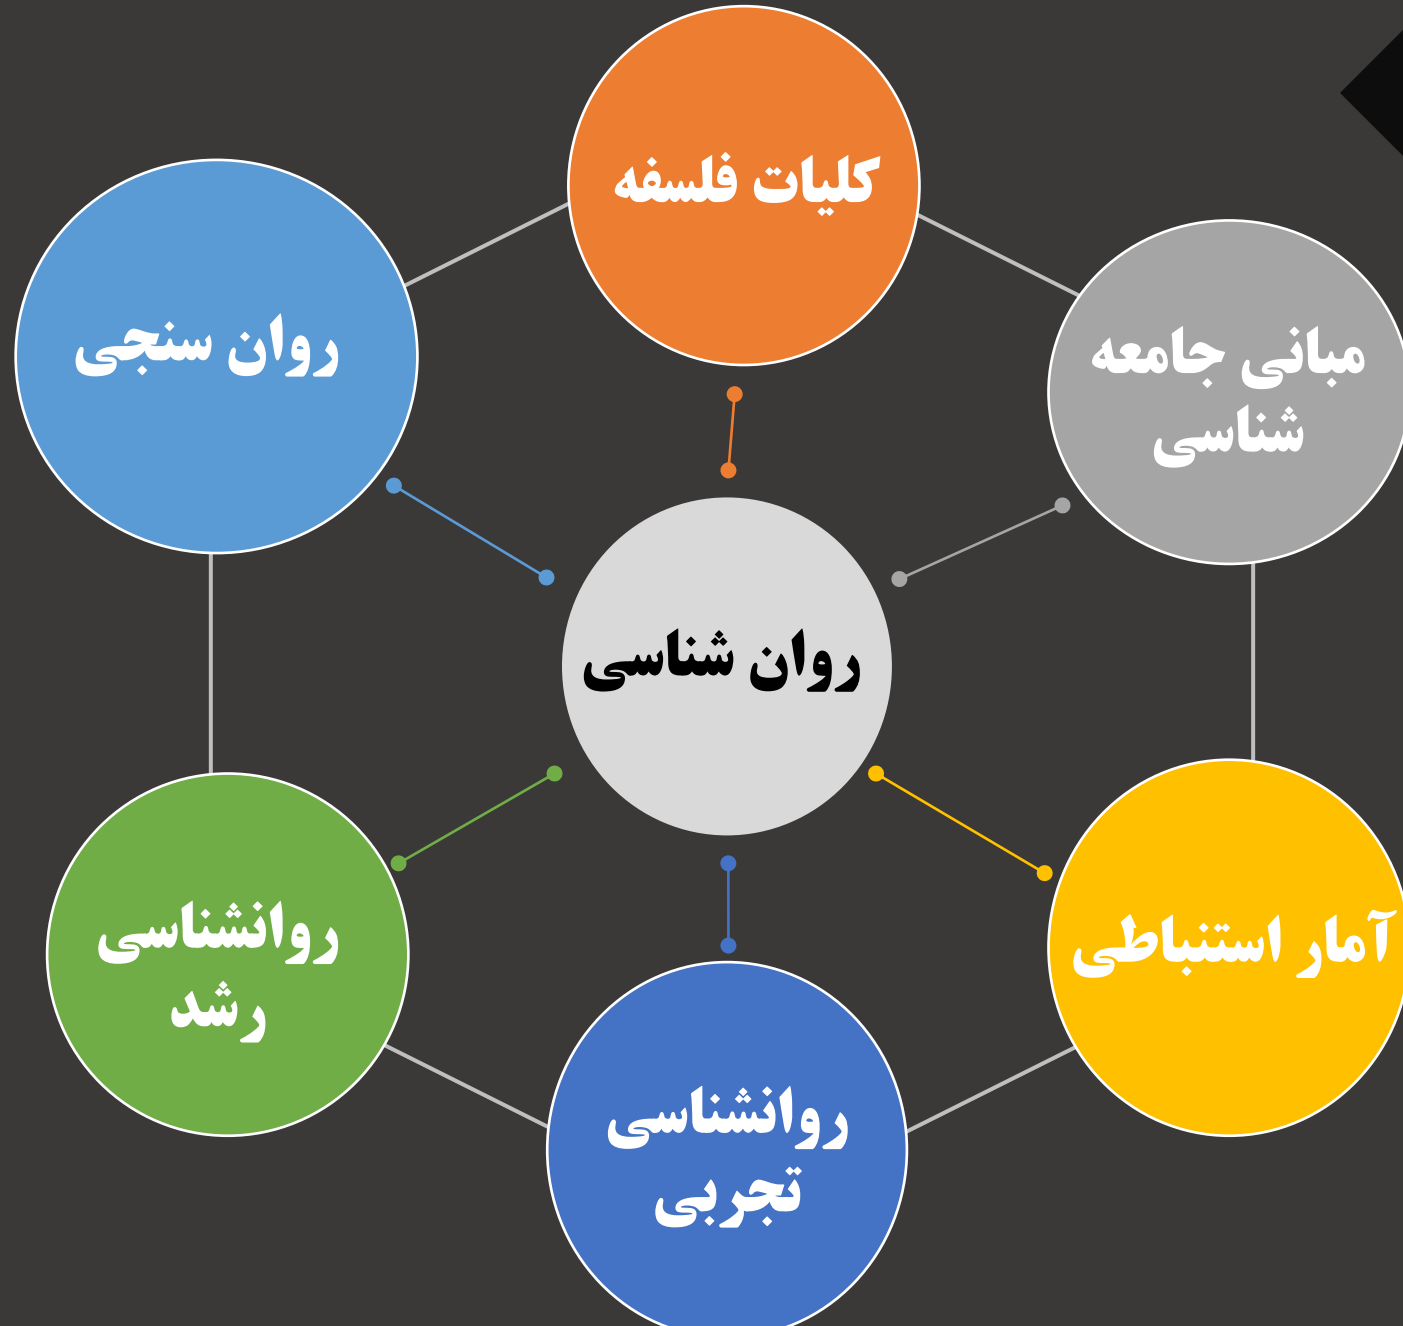 کلیات فلسفه
مبانی جامعه
شناسی
روان سنجی
روان شناسی
آمار استنباطی
روانشناسی
رشد
روانشناسی
تجربی